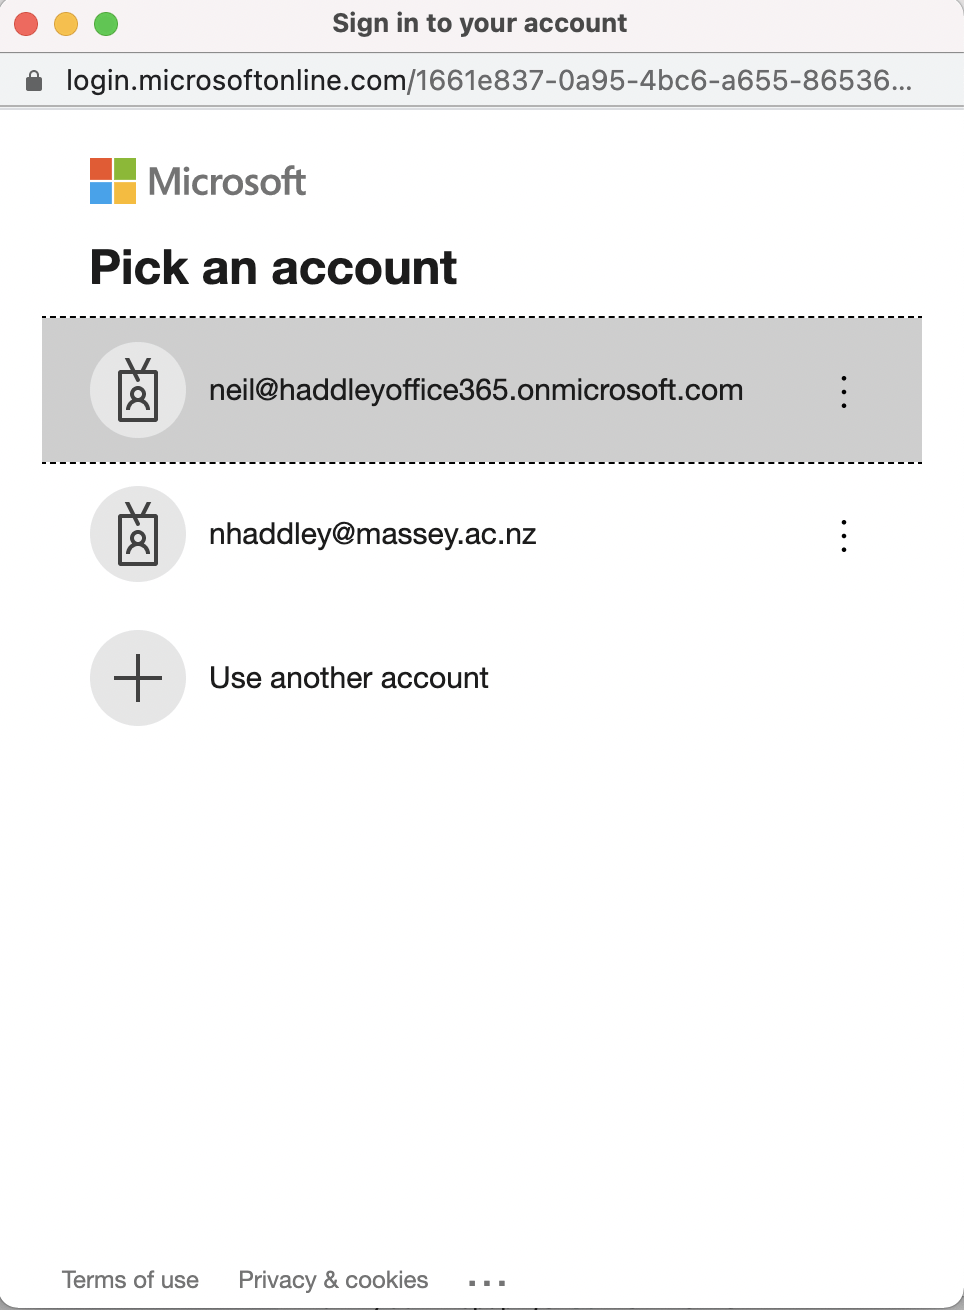 Sign in to your account
login.microsoftonline.com/1661e837-0a95-4bc6-a655-86536...
Microsoft
Pick an account
neil@haddleyoffice365.onmicrosoft.com
nhaddley@massey.ac.nz
Use another account
Terms of use Privacy & cookies ...